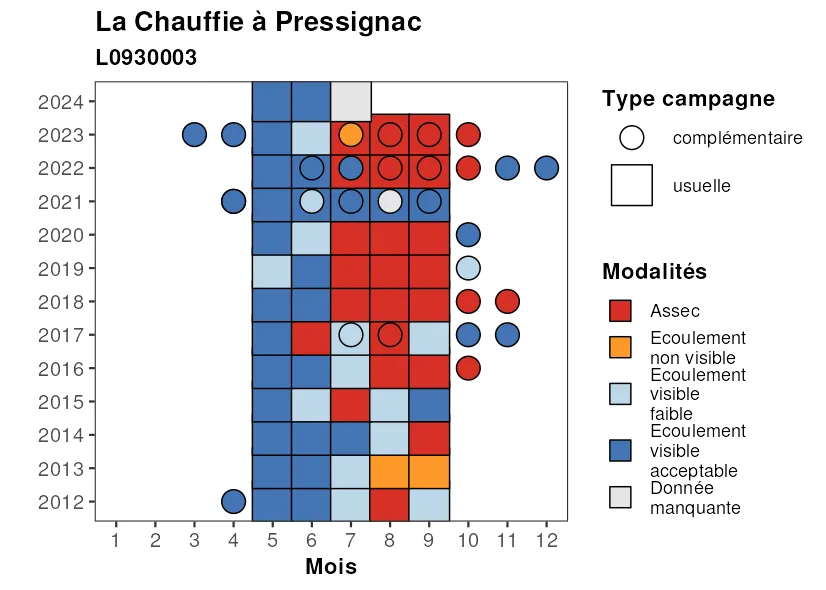 La Chauffie à Pressignac
L0930003
2024
2023
2022
2021
2020
2019
2018
2017
2016
2015
2014
2013
2012
1 2 3 4 5 6 7 8 9 10 11 12
Mois
Type campagne
complémentaire
usuelle
Modalités
Assec
Ecoulement
non visible
Ecoulement
visible
faible
Ecoulement
visible
acceptable
Donnée
manquante